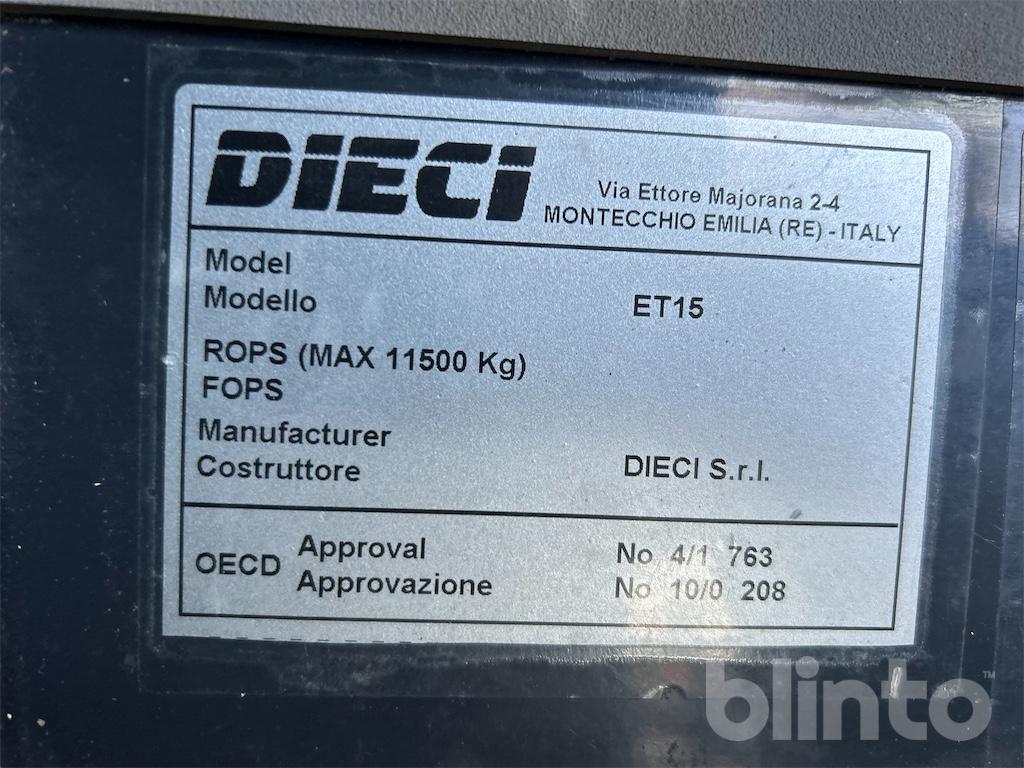 DIECI
Via Ettore Majorana 2-4
MONTECCHIO EMILIA (RE) - ITALY
Model
Modello ET15
ROPS (MAX 11500 Kg)
FOPS
Manufacturer
Costruttore DIECI S.r.l.
OECD Approval No 4/1 763
Approvazione No 10/0 208
blinto™